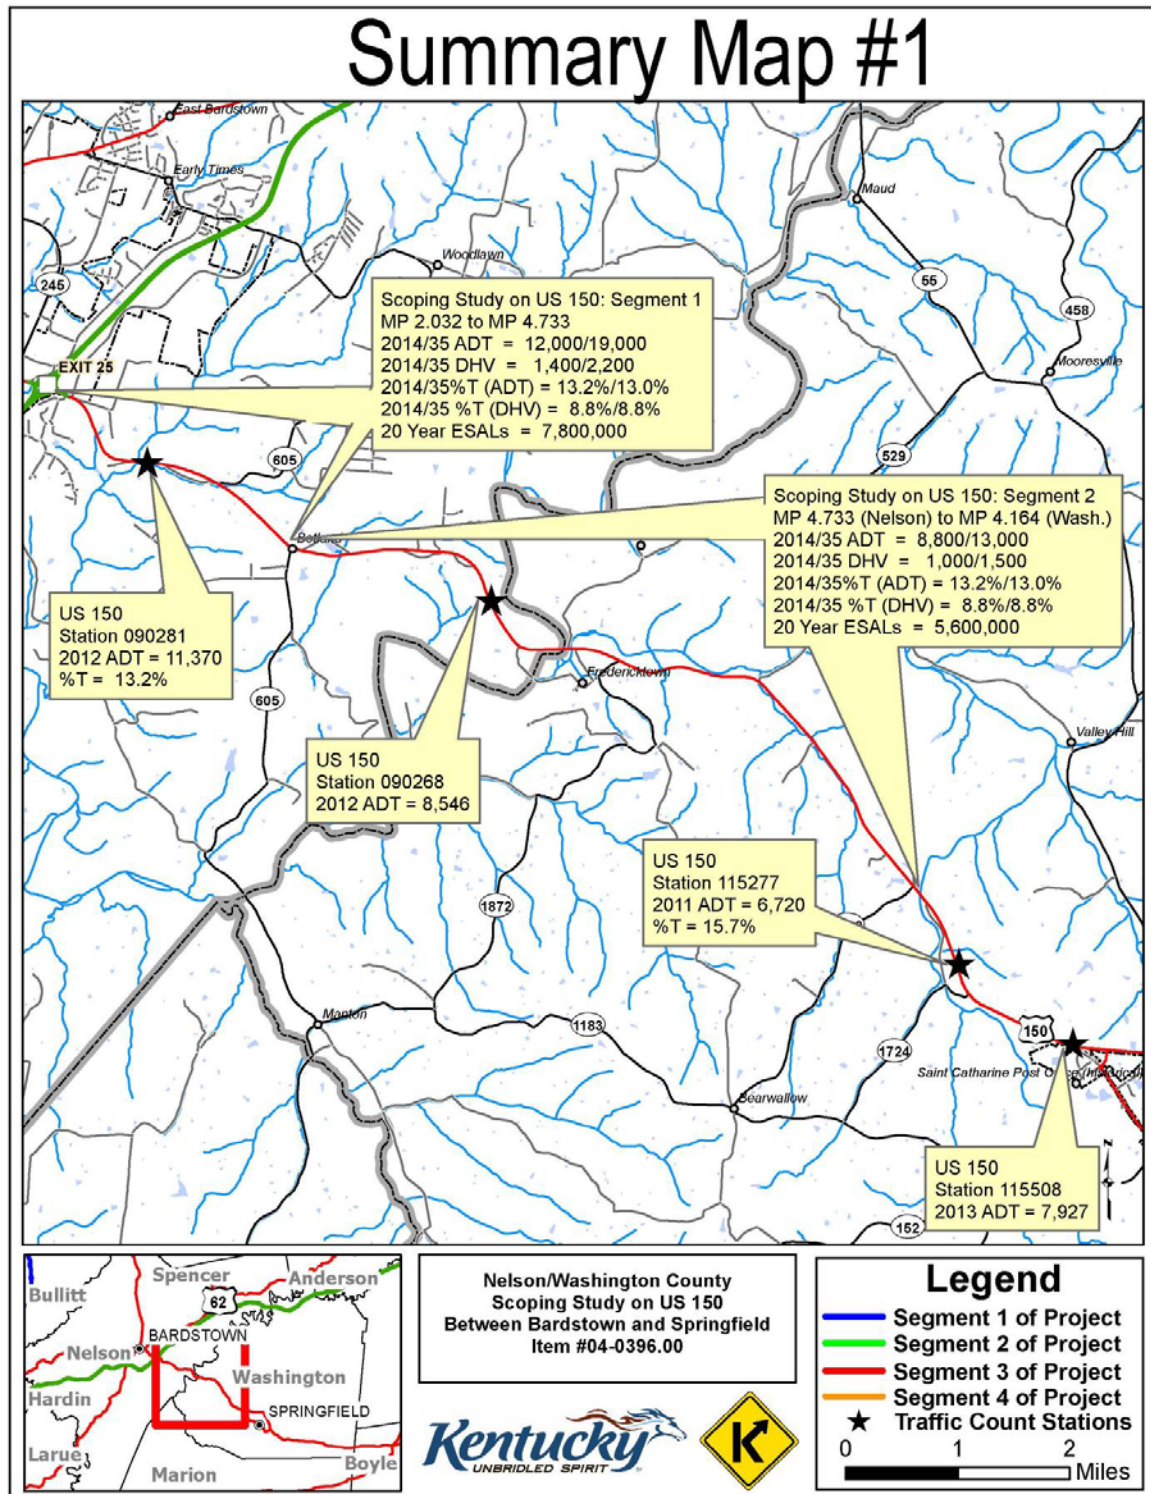 Summary Map #1
East Bardstown
Early Times
Maud
Woodlawn
245
55
458
EXIT 25
Mooresville
Scoping Study on US 150: Segment 1
MP 2.032 to MP 4.733
2014/35 ADT = 12,000/19,000
2014/35 DHV = 1,400/2,200
2014/35%T (ADT) = 13.2%/13.0%
2014/35 %T (DHV) = 8.8%/8.8%
20 Year ESALs = 7,800,000
605
529
Scoping Study on US 150: Segment 2
MP 4.733 (Nelson) to MP 4.164 (Wash.)
2014/35 ADT = 8,800/13,000
2014/35 DHV = 1,000/1,500
2014/35%T (ADT) = 13.2%/13.0%
2014/35 %T (DHV) = 8.8%/8.8%
20 Year ESALs = 5,600,000
US 150
Station 090281
2012 ADT = 11,370
%T = 13.2%
Fredericktown
605
Valley Hill
US 150
Station 090268
2012 ADT = 8,546
US 150
Station 115277
2011 ADT = 6,720
%T = 15.7%
1872
Manton
1183
150
1724
Saint Catharine Post Office (historical)
Bearwallow
US 150
Station 115508
2013 ADT = 7,927
N
152
Bullitt
Spencer
Anderson
62
BARDSTOWN
Nelson
Washington
Hardin
SPRINGFIELD
Larue
Marion
Boyle
Nelson/Washington County
Scoping Study on US 150
Between Bardstown and Springfield
Item #04-0396.00
Kentucky
UNBRIDLED SPIRIT
K
Legend
Segment 1 of Project
Segment 2 of Project
Segment 3 of Project
Segment 4 of Project
Traffic Count Stations
0 1 2
Miles